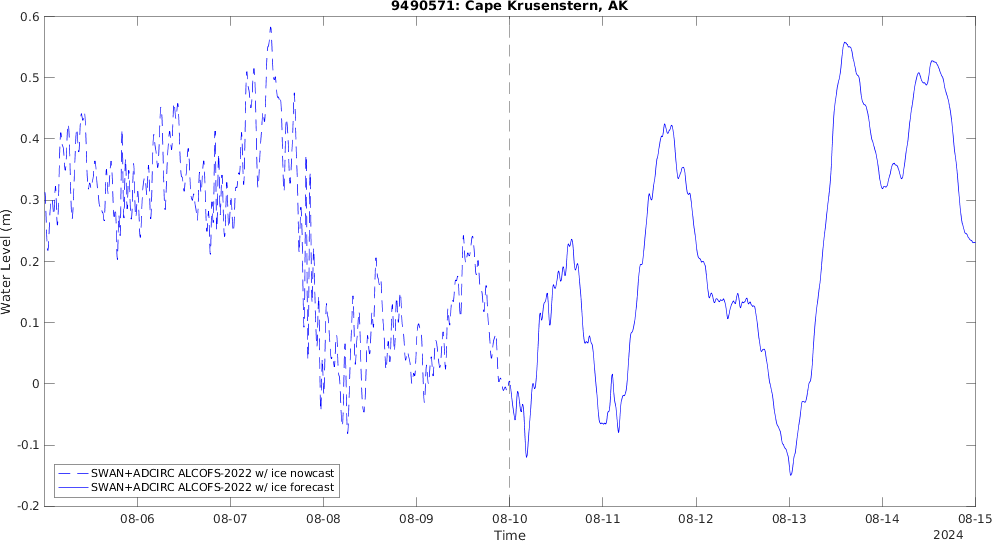 9490571: Cape Krusenstern, AK
0.6
0.5
0.4
0.3
0.2
0.1
0
-0.1
-0.2
Water Level (m)
SWAN+ADCIRC ALCOFS-2022 w/ ice nowcast
SWAN+ADCIRC ALCOFS-2022 w/ ice forecast
08-06 08-07 08-08 08-09 08-10 08-11 08-12 08-13 08-14 08-15
Time
2024